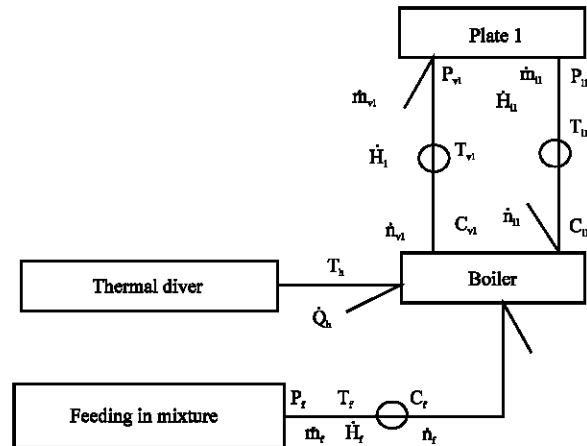 Plate 1
P_v1 ṁ_l1 P_l1
ṁ_v1 Ḣ_l1
T_l1
Ḣ_1 T_v1
ṅ_v1 C_v1 ṅ_l1 C_l1
T_h
Thermal diver
Boiler
Q̇_h
P_f T_f C_f
Feeding in mixture
ṁ_f Ḣ_f ṅ_f